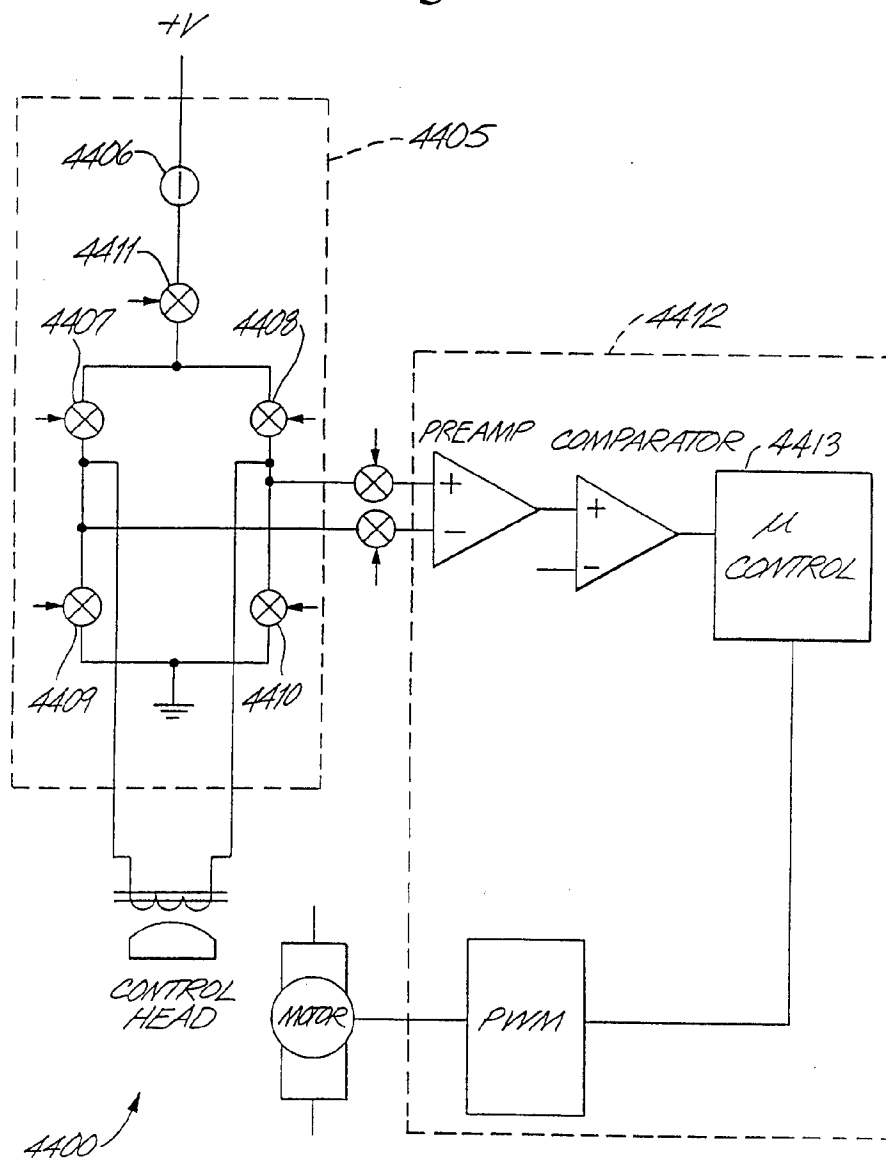 +V
4405
4406
4411
4407
4408
4412
PREAMP
COMPARATOR
4413
+
-
+
-
μ
CONTROL
4409
4410
CONTROL
HEAD
MOTOR
PWM
4400